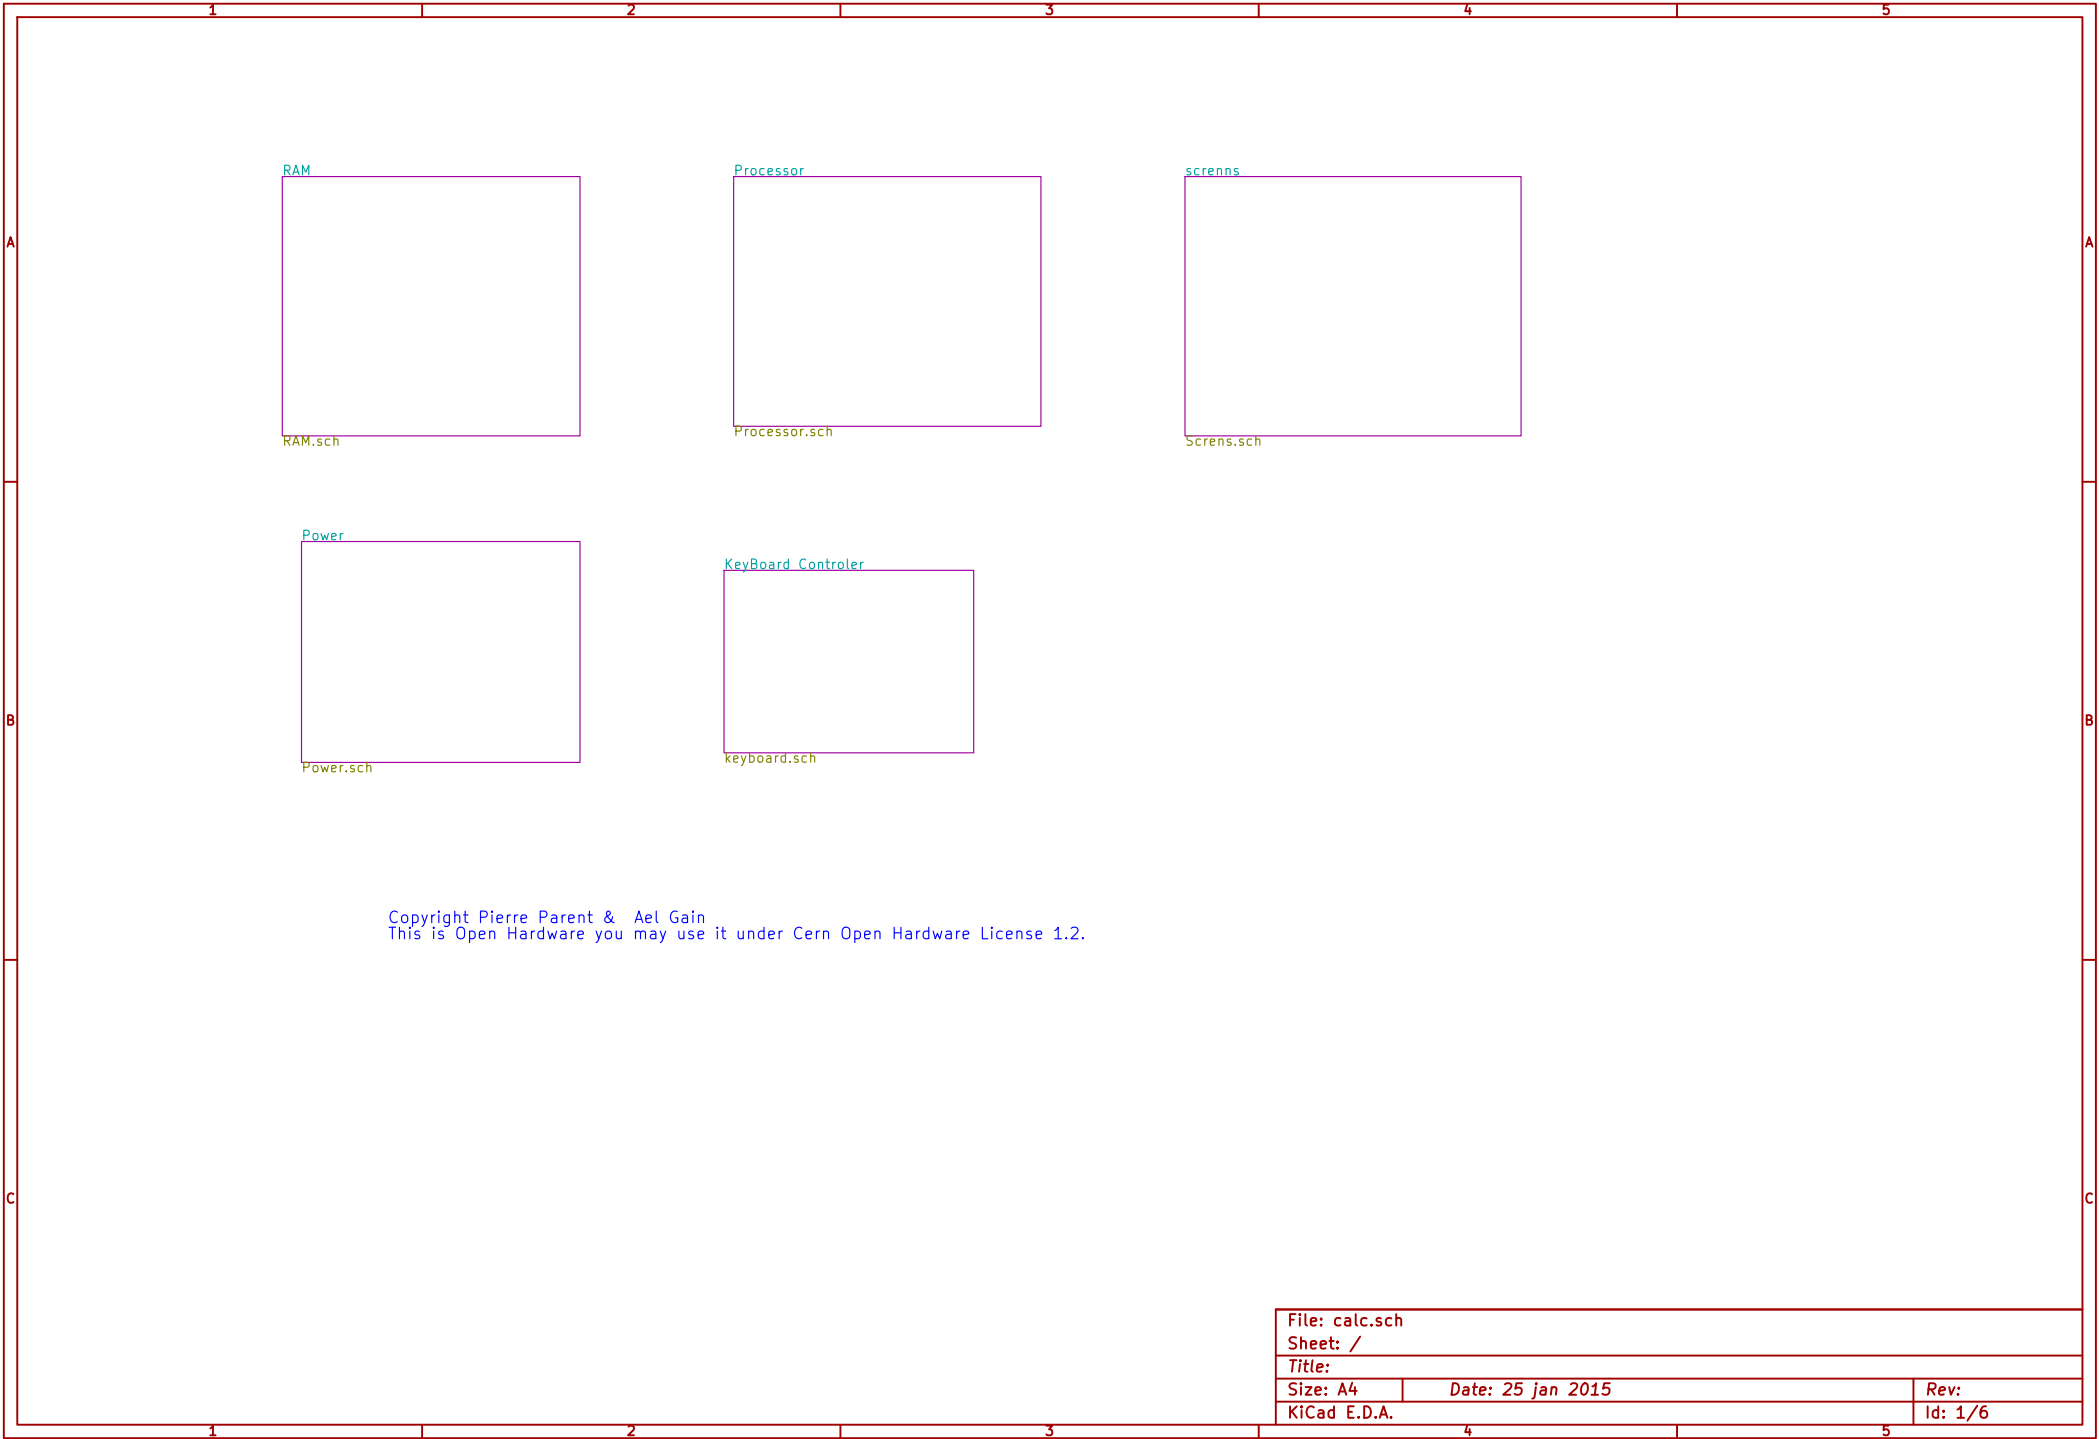 1 2 3 4 5
RAM Processor screnns
A A
RAM.sch Processor.sch Screns.sch
Power
KeyBoard Controler
B B
keyboard.sch
Power.sch
Copyright Pierre Parent &  Ael Gain
This is Open Hardware you may use it under Cern Open Hardware License 1.2.
C C
File: calc.sch
Sheet: /
Title:
Size: A4 Date: 25 jan 2015 Rev:
KiCad E.D.A. Id: 1/6
1 2 3 4 5